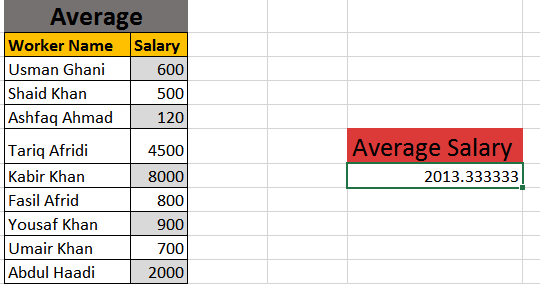 Average
Worker Name Salary
Usman Ghani 600
Shaid Khan 500
Ashfaq Ahmad 120
Tariq Afridi 4500
Kabir Khan 8000
Fasil Afrid 800
Yousaf Khan 900
Umair Khan 700
Abdul Haadi 2000
Average Salary
2013.333333